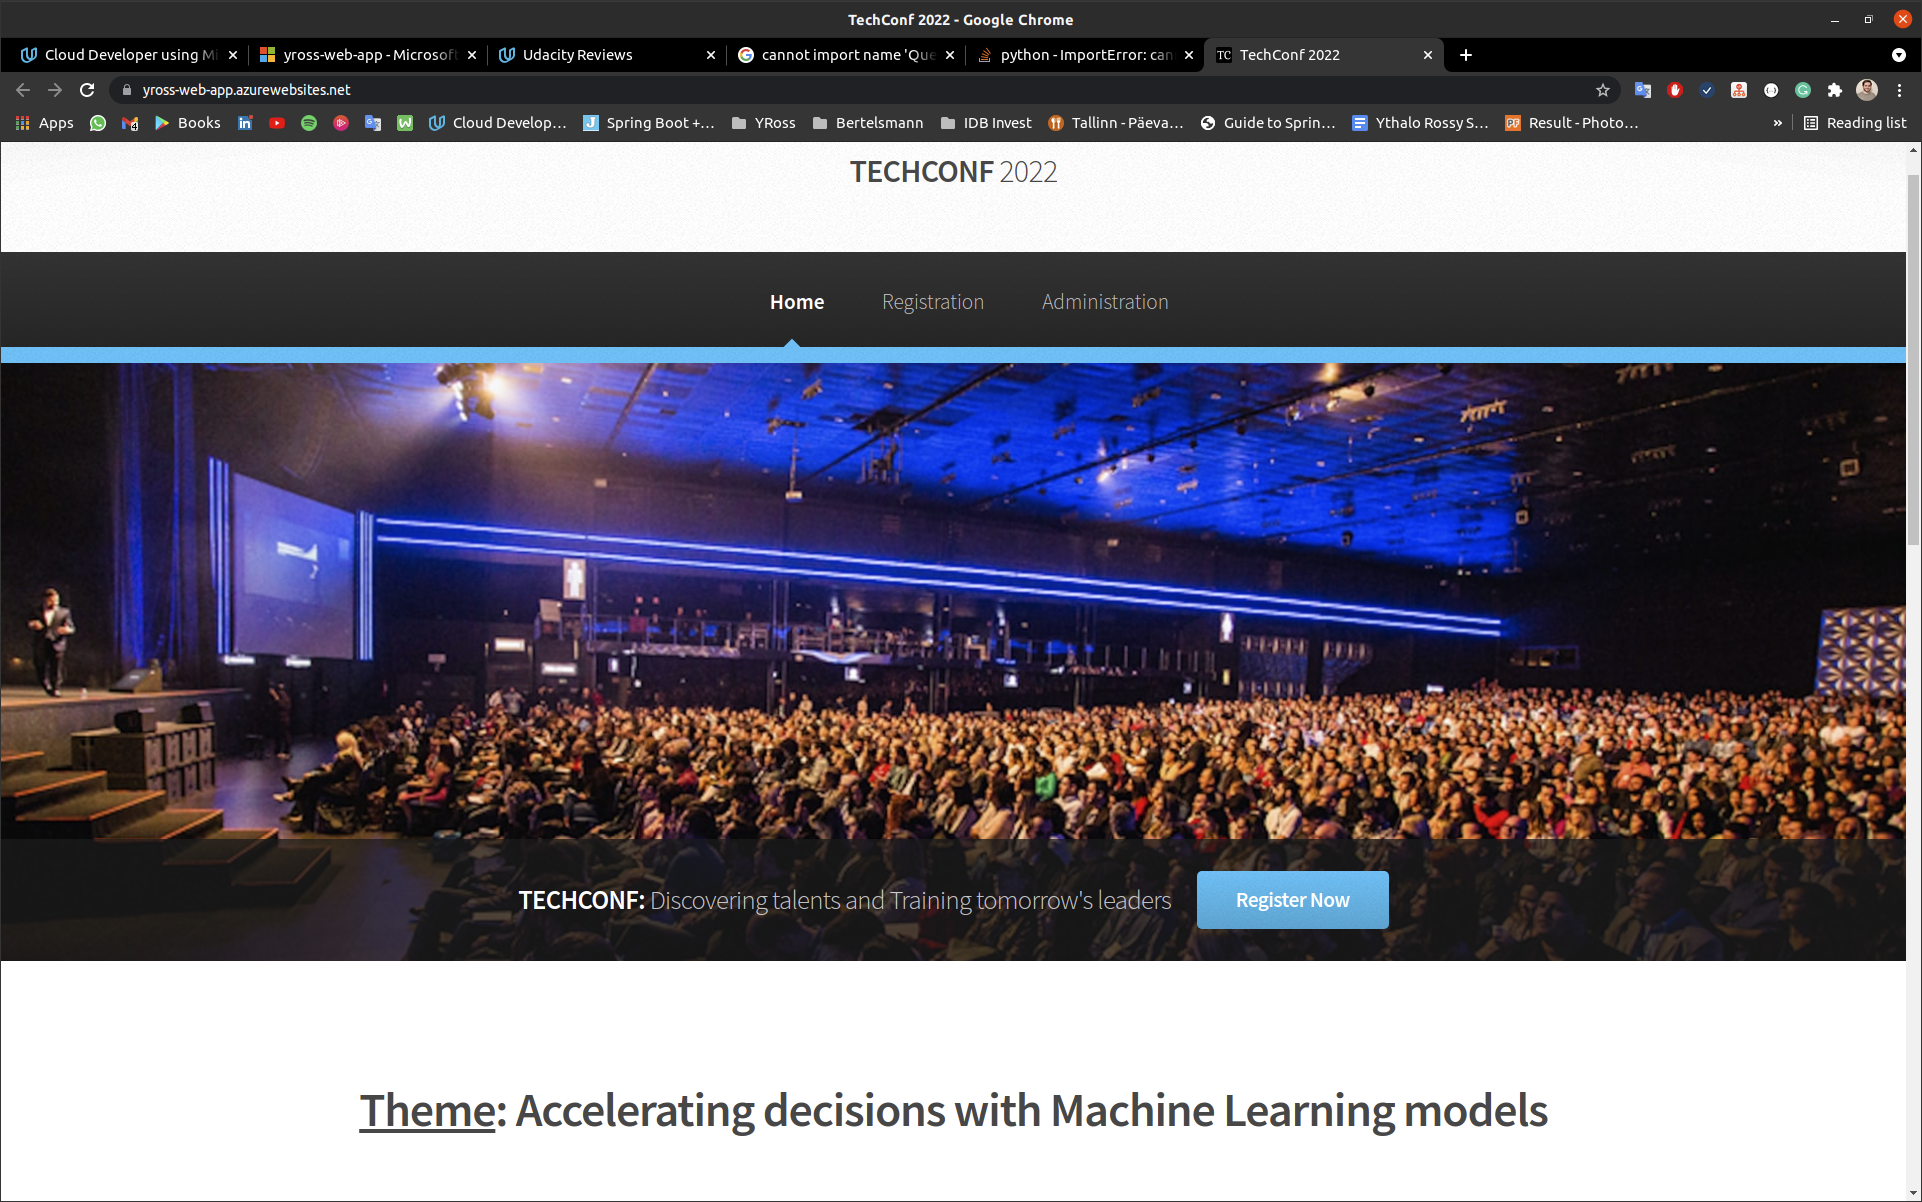 TechConf 2022 - Google Chrome
Cloud Developer using Mi
yross-web-app - Microsoft
Udacity Reviews
cannot import name 'Que
python - ImportError: can
TC TechConf 2022
yross-web-app.azurewebsites.net
Apps
4
Books
Cloud Develop...
Spring Boot +...
YRoss
Bertelsmann
IDB Invest
Tallinn - Päeva...
Guide to Sprin...
Ythalo Rossy S...
Result - Photo...
»
Reading list
TECHCONF 2022
Home Registration Administration
TECHCONF: Discovering talents and Training tomorrow's leaders
Register Now
Theme: Accelerating decisions with Machine Learning models